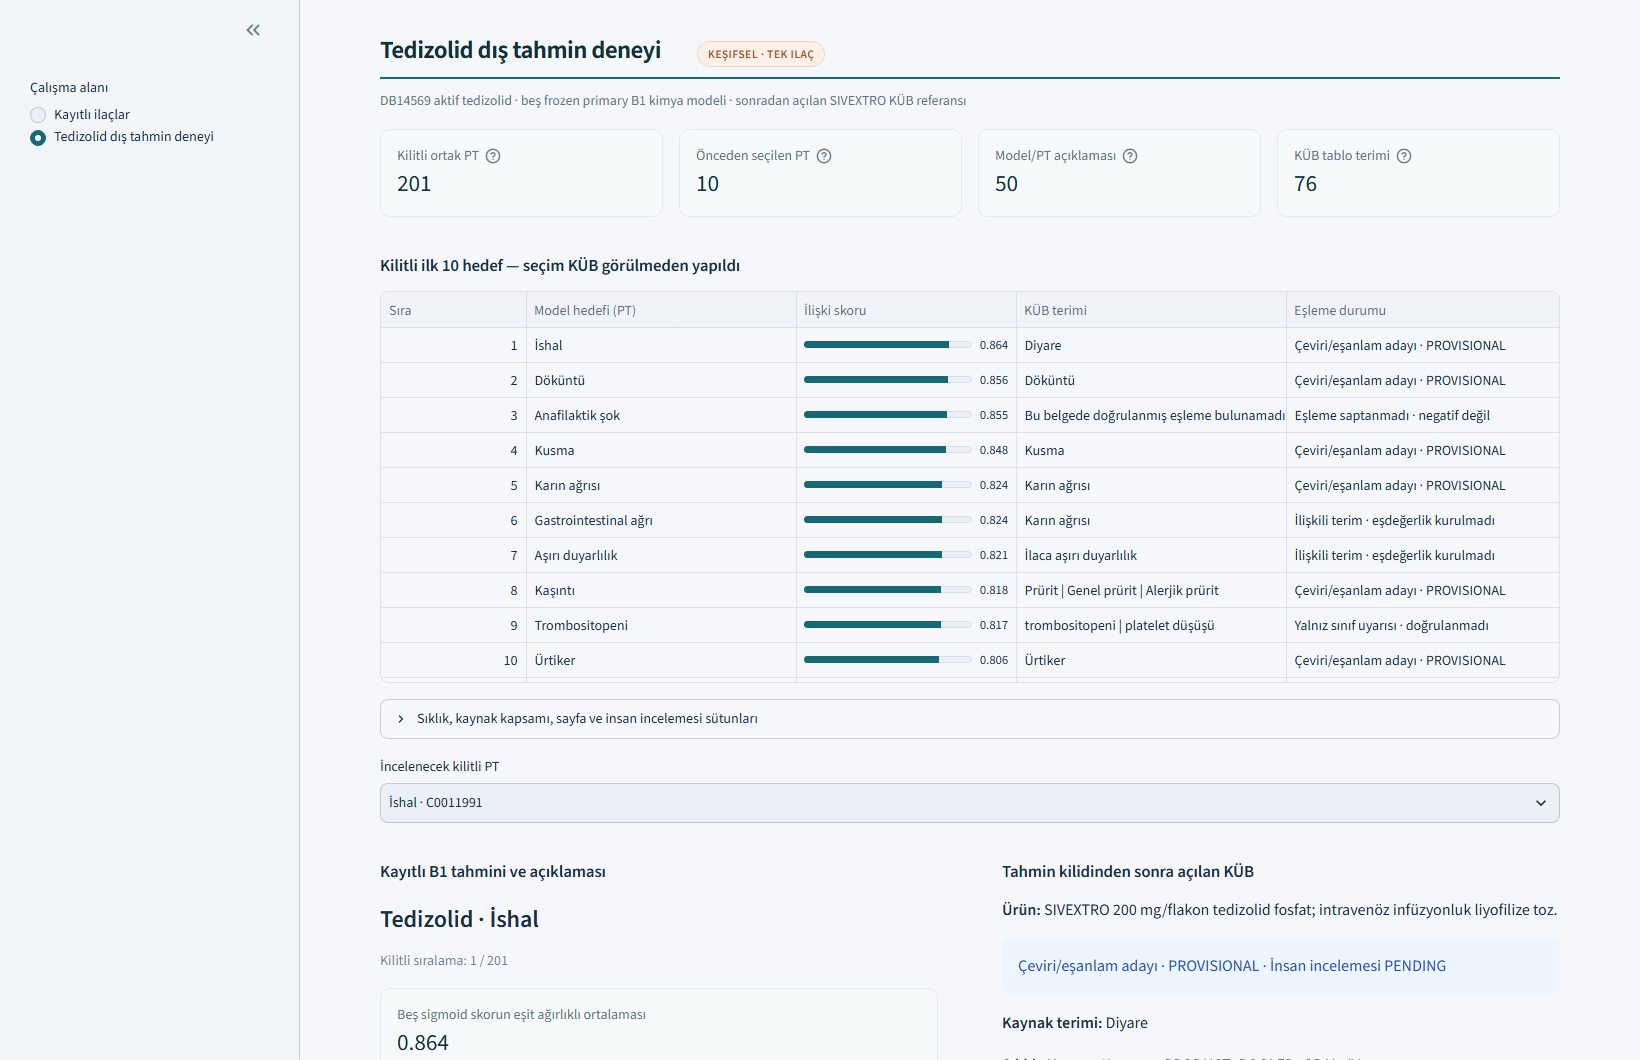 Çalışma alanı
Kayıtlı ilaçlar
Tedizolid dış tahmin deneyi
Tedizolid dış tahmin deneyi
KEŞIFSEL · TEK ILAÇ
DB14569 aktif tedizolid · beş frozen primary B1 kimya modeli · sonradan açılan SIVEXTRO KÜB referansı
Kilitli ortak PT
201
Önceden seçilen PT
10
Model/PT açıklaması
50
KÜB tablo terimi
76
Kilitli ilk 10 hedef — seçim KÜB görülmeden yapıldı
Sıra Model hedefi (PT) İlişki skoru KÜB terimi Eşleme durumu
1 İshal 0.864 Diyare Çeviri/eşanlam adayı · PROVISIONAL
2 Döküntü 0.856 Döküntü Çeviri/eşanlam adayı · PROVISIONAL
3 Anafilaktik şok 0.855 Bu belgede doğrulanmış eşleme bulunamadı Eşleme saptanmadı · negatif değil
4 Kusma 0.848 Kusma Çeviri/eşanlam adayı · PROVISIONAL
5 Karın ağrısı 0.824 Karın ağrısı Çeviri/eşanlam adayı · PROVISIONAL
6 Gastrointestinal ağrı 0.824 Karın ağrısı İlişkili terim · eşdeğerlik kurulmadı
7 Aşırı duyarlılık 0.821 İlaca aşırı duyarlılık İlişkili terim · eşdeğerlik kurulmadı
8 Kaşıntı 0.818 Prürit | Genel prürit | Alerjik prürit Çeviri/eşanlam adayı · PROVISIONAL
9 Trombositopeni 0.817 trombositopeni | platelet düşüşü Yalnız sınıf uyarısı · doğrulanmadı
10 Ürtiker 0.806 Ürtiker Çeviri/eşanlam adayı · PROVISIONAL
Sıklık, kaynak kapsamı, sayfa ve insan incelemesi sütunları
İncelenecek kilitli PT
İshal · C0011991
Kayıtlı B1 tahmini ve açıklaması
Tedizolid · İshal
Kilitli sıralama: 1 / 201
Beş sigmoid skorun eşit ağırlıklı ortalaması
0.864
Tahmin kilidinden sonra açılan KÜB
Ürün: SIVEXTRO 200 mg/flakon tedizolid fosfat; intravenöz infüzyonluk liyofilize toz.
Çeviri/eşanlam adayı · PROVISIONAL · İnsan incelemesi PENDING
Kaynak terimi: Diyare